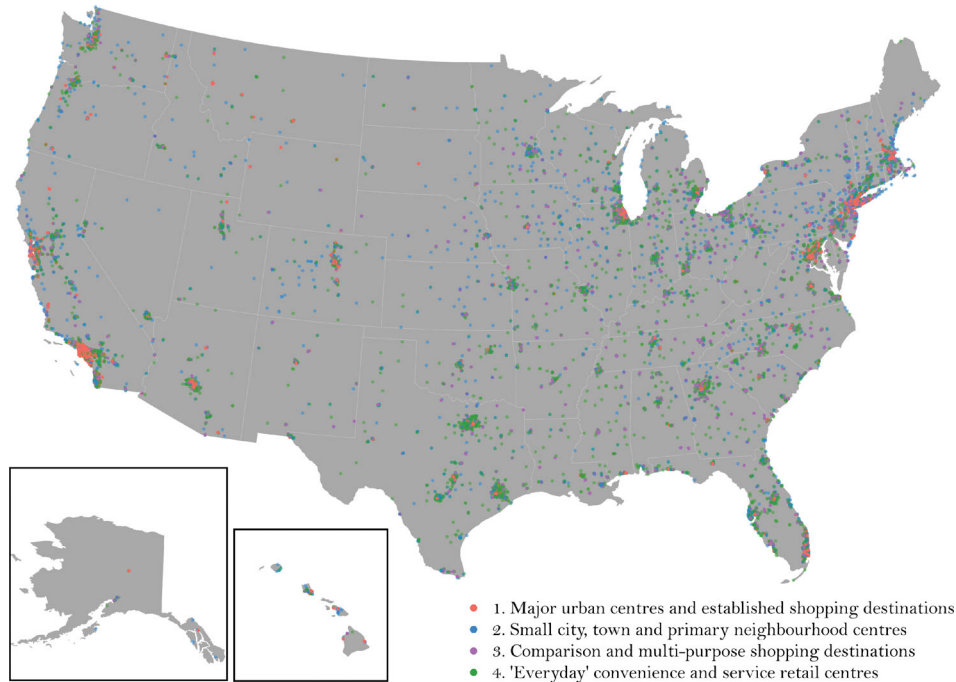 1. Major urban centres and established shopping destinations
2. Small city, town and primary neighbourhood centres
3. Comparison and multi-purpose shopping destinations
4. 'Everyday' convenience and service retail centres